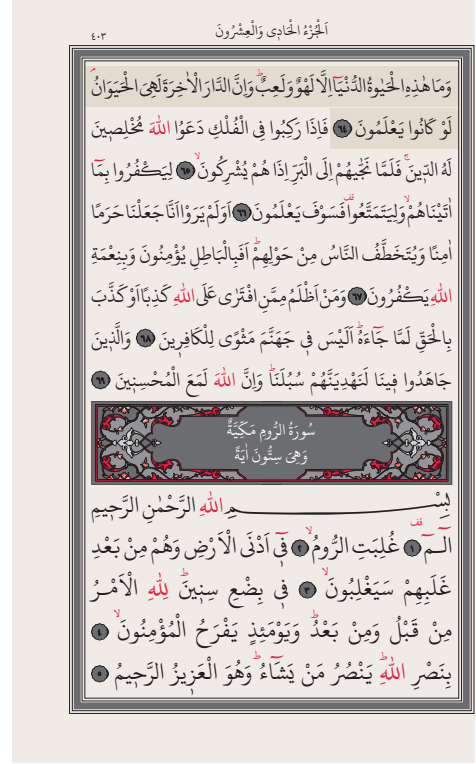 اَلْجُزْءُ الْحَادِى وَالْعِشْرُونَ
٤٠٣
وَمَا هٰذِهِ الْحَيٰوةُ الدُّنْيَٓا اِلَّا لَهْوٌ وَلَعِبٌۜ وَاِنَّ الدَّارَ الْاٰخِرَةَ لَهِىَ الْحَيَوَانُۢ
لَوْ كَانُوا يَعْلَمُونَ ﴿٦٤﴾ فَاِذَا رَكِبُوا فِى الْفُلْكِ دَعَوُا اللّٰهَ مُخْلِصٖينَ
لَهُ الدّٖينَۚ فَلَمَّا نَجّٰيهُمْ اِلَى الْبَرِّ اِذَا هُمْ يُشْرِكُونَۙ ﴿٦٥﴾ لِيَكْفُرُوا بِمَٓا
اٰتَيْنَاهُمْۙ وَلِيَتَمَتَّعُوا۠ فَسَوْفَ يَعْلَمُونَ ﴿٦٦﴾ اَوَلَمْ يَرَوْا اَنَّا جَعَلْنَا حَرَمًا
اٰمِنًا وَيُتَخَطَّفُ النَّاسُ مِنْ حَوْلِهِمْۜ اَفَبِالْبَاطِلِ يُؤْمِنُونَ وَبِنِعْمَةِ
اللّٰهِ يَكْفُرُونَ ﴿٦٧﴾ وَمَنْ اَظْلَمُ مِمَّنِ افْتَرٰى عَلَى اللّٰهِ كَذِبًا اَوْ كَذَّبَ
بِالْحَقِّ لَمَّا جَٓاءَهُۜ اَلَيْسَ فٖى جَهَنَّمَ مَثْوًى لِلْكَافِرٖينَ ﴿٦٨﴾ وَالَّذٖينَ
جَاهَدُوا فٖينَا لَنَهْدِيَنَّهُمْ سُبُلَنَاۜ وَاِنَّ اللّٰهَ لَمَعَ الْمُحْسِنٖينَ ﴿٦٩﴾
سُورَةُ الرُّومِ مَكِّيَّةٌ
وَهِىَ سِتُّونَ اٰيَةً
بِسْمِ اللّٰهِ الرَّحْمٰنِ الرَّحٖيمِ
الٓمٓ ﴿١﴾ غُلِبَتِ الرُّومُۙ ﴿٢﴾ فٖٓى اَدْنَى الْاَرْضِ وَهُمْ مِنْ بَعْدِ
غَلَبِهِمْ سَيَغْلِبُونَۙ ﴿٣﴾ فٖى بِضْعِ سِنٖينَۜ لِلّٰهِ الْاَمْرُ
مِنْ قَبْلُ وَمِنْ بَعْدُۜ وَيَوْمَئِذٍ يَفْرَحُ الْمُؤْمِنُونَۙ ﴿٤﴾
بِنَصْرِ اللّٰهِۜ يَنْصُرُ مَنْ يَشَٓاءُۜ وَهُوَ الْعَزٖيزُ الرَّحٖيمُ ﴿٥﴾